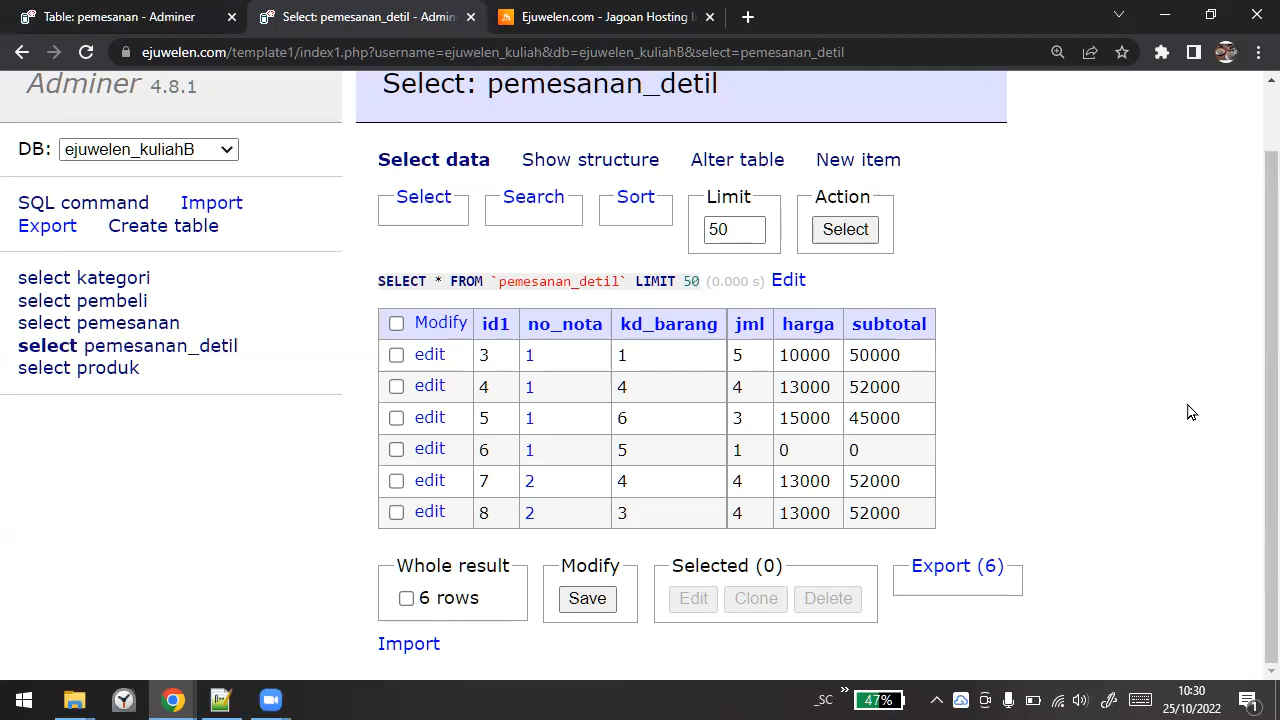 Table: pemesanan - Adminer
Select: pemesanan_detil - Admin
Ejuwelen.com - Jagoan Hosting I
ejuwelen.com/template1/index1.php?username=ejuwelen_kuliah&db=ejuwelen_kuliahB&select=pemesanan_detil
Adminer 4.8.1
Select: pemesanan_detil
DB: ejuwelen_kuliahB
SQL command Import
Export Create table
select kategori
select pembeli
select pemesanan
select pemesanan_detil
select produk
Select data Show structure Alter table New item
Select Search Sort Limit Action
50 Select
SELECT * FROM `pemesanan_detil` LIMIT 50 (0.000 s) Edit
Modify id1 no_nota kd_barang jml harga subtotal
edit 3 1 1 5 10000 50000
edit 4 1 4 4 13000 52000
edit 5 1 6 3 15000 45000
edit 6 1 5 1 0 0
edit 7 2 4 4 13000 52000
edit 8 2 3 4 13000 52000
Whole result Modify Selected (0) Export (6)
6 rows Save Edit Clone Delete
Import
_SC » 47% 10:30
25/10/2022 1